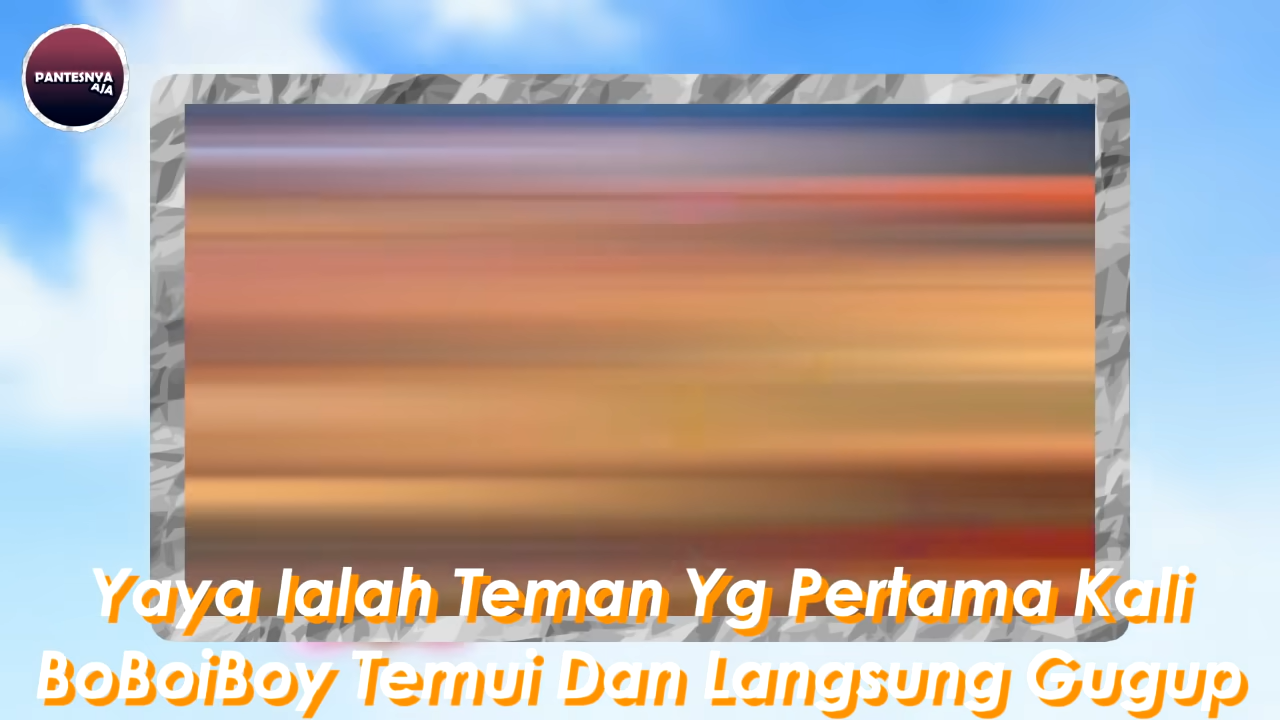 PANTESNYA
AJA
Yaya Ialah Teman Yg Pertama Kali
BoBoiBoy Temui Dan Langsung Gugup